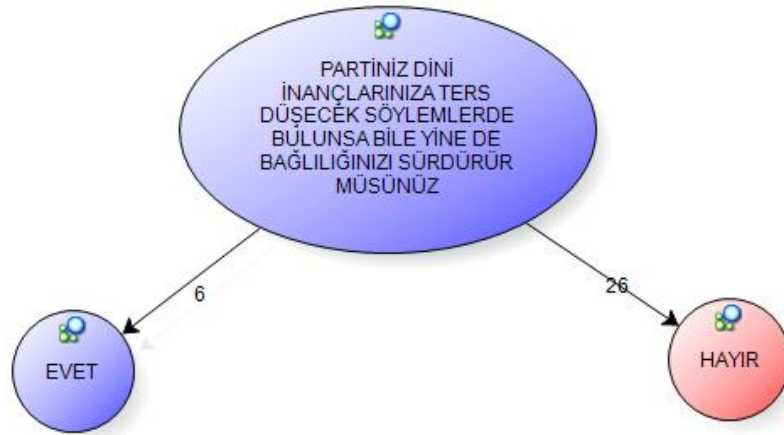 PARTİNİZ DİNİ
İNANÇLARINIZA TERS
DÜŞECEK SÖYLEMLERDE
BULUNSA BİLE YİNE DE
BAĞLILIĞINIZI SÜRDÜRÜR
MÜSÜNÜZ
6
26
EVET
HAYIR